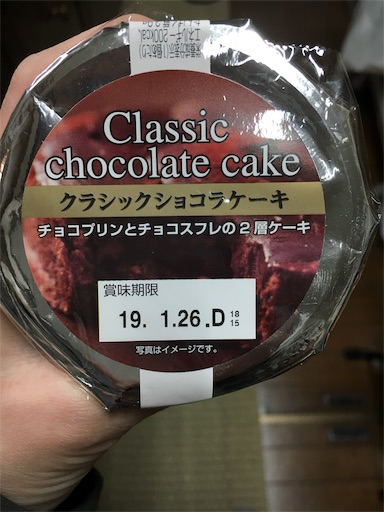 Classic
chocolate cake
クラシックショコラケーキ
チョコプリンとチョコスフレの2層ケーキ
賞味期限
19. 1.26.D 18
15
写真はイメージです。